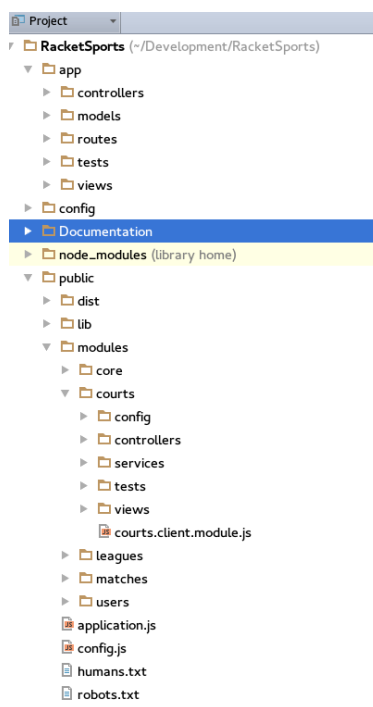 Project
RacketSports (~/Development/RacketSports)
app
controllers
models
routes
tests
views
config
Documentation
node_modules (library home)
public
dist
lib
modules
core
courts
config
controllers
services
tests
views
courts.client.module.js
leagues
matches
users
application.js
config.js
humans.txt
robots.txt